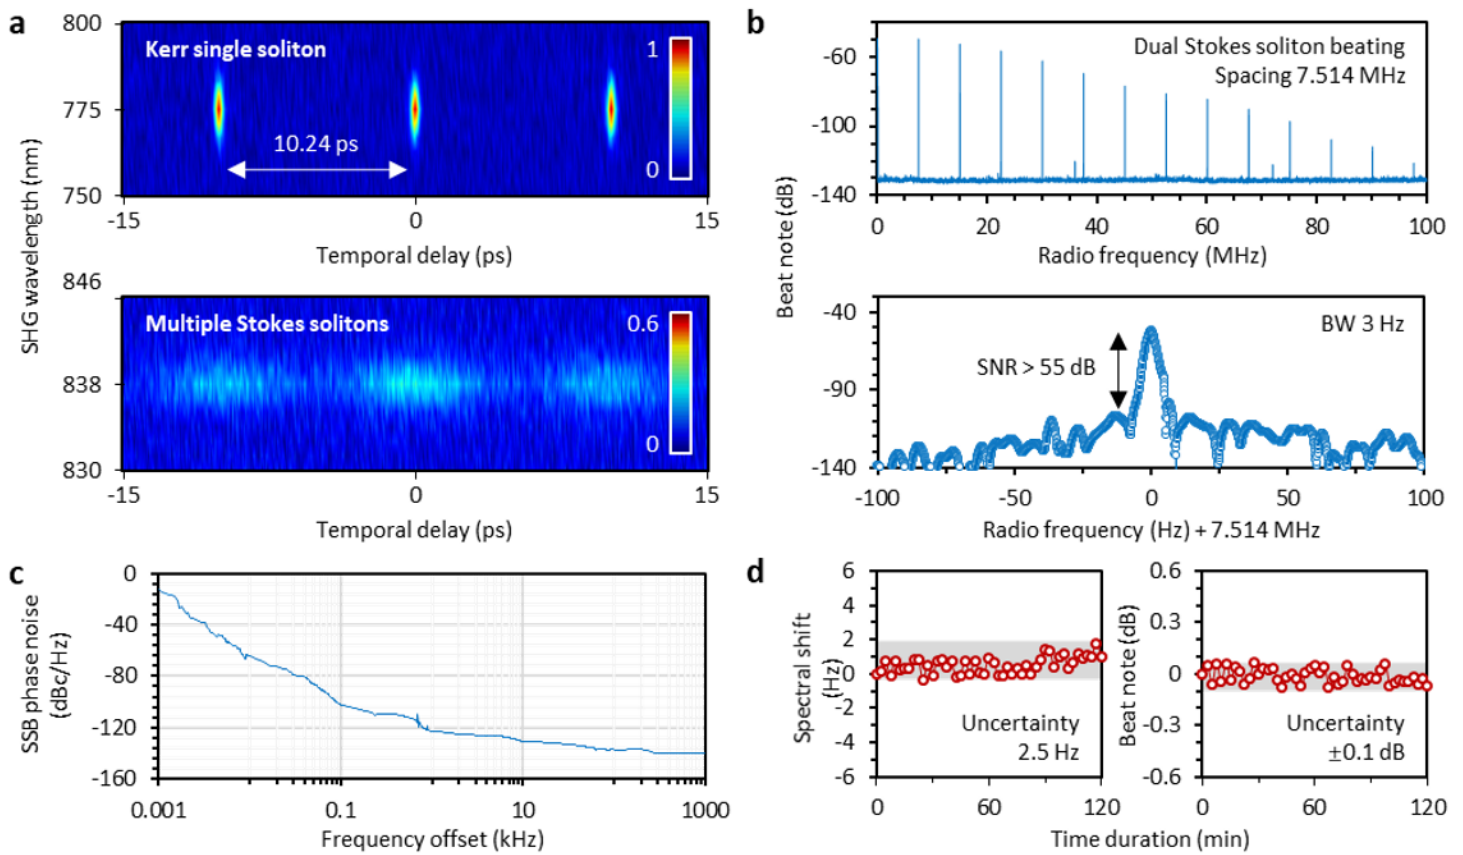 a
800
775
750
SHG wavelength (nm)
Kerr single soliton
1
0
10.24 ps
-15
0
15
Temporal delay (ps)
846
838
830
Multiple Stokes solitons
0.6
0
-15
0
15
Temporal delay (ps)
b
-60
-100
-140
Beat note (dB)
Dual Stokes soliton beating
Spacing 7.514 MHz
0
20
40
60
80
100
Radio frequency (MHz)
-40
-90
-140
BW 3 Hz
SNR > 55 dB
-100
-50
0
50
100
Radio frequency (Hz) + 7.514 MHz
c
0
-40
-80
-120
-160
SSB phase noise
(dBc/Hz)
0.001
0.1
10
1000
Frequency offset (kHz)
d
6
4
2
0
-2
-4
-6
Spectral shift
(Hz)
Uncertainty
2.5 Hz
0
60
120
0.6
0.3
0
-0.3
-0.6
Beat note (dB)
Uncertainty
±0.1 dB
0
60
120
Time duration (min)